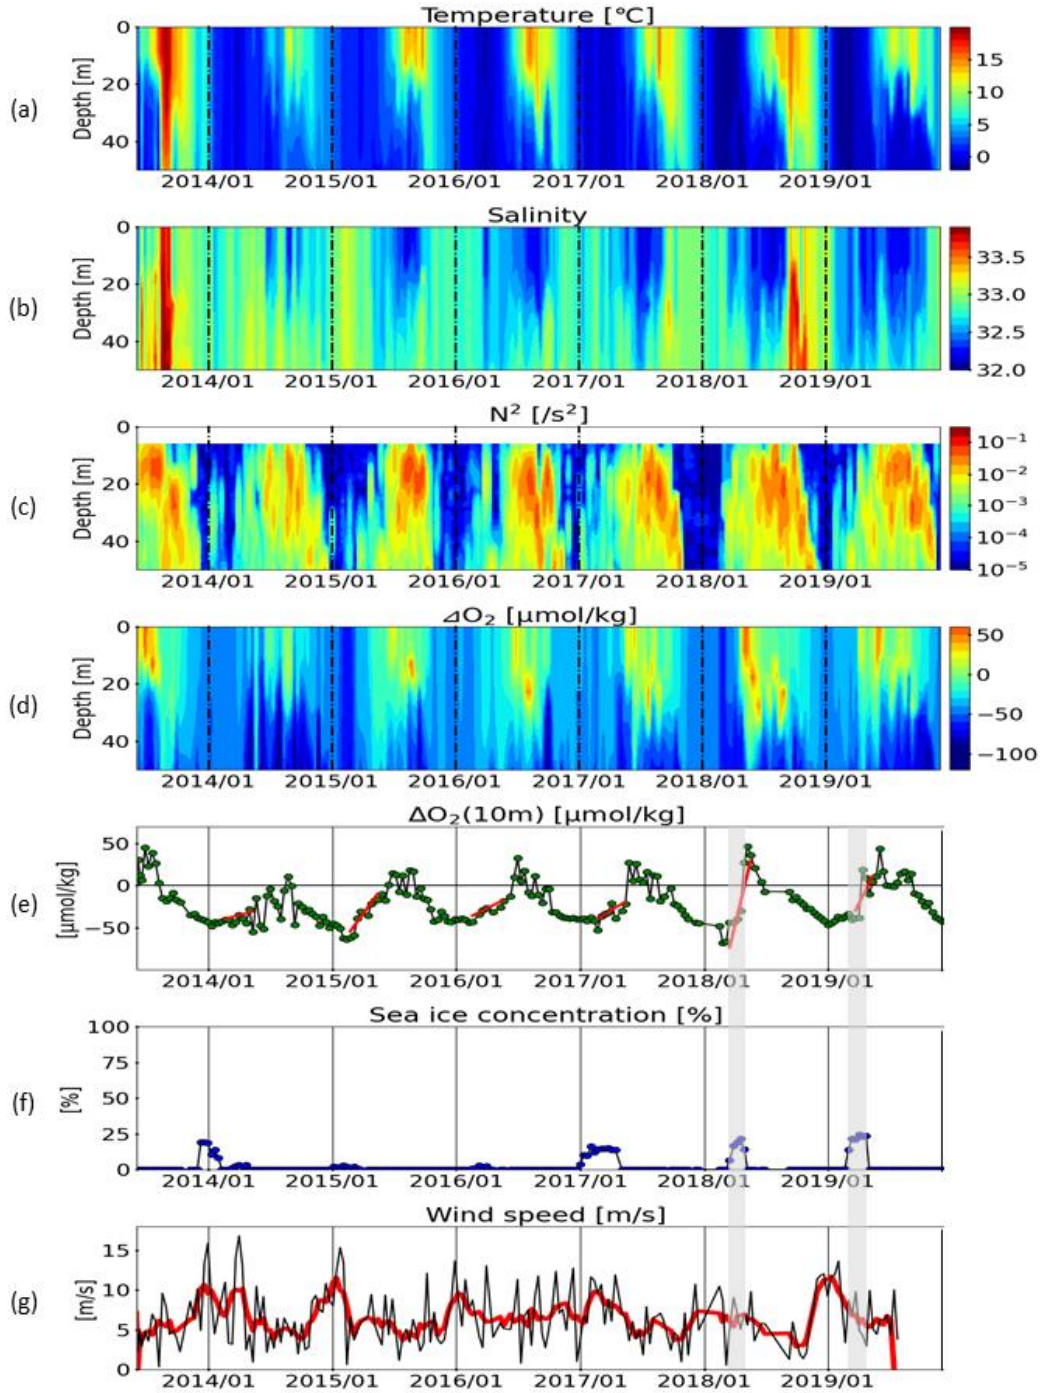 Temperature [°C]
(a)
Depth [m]
0
20
40
15
10
5
0
2014/01 2015/01 2016/01 2017/01 2018/01 2019/01
Salinity
(b)
Depth [m]
0
20
40
33.5
33.0
32.5
32.0
2014/01 2015/01 2016/01 2017/01 2018/01 2019/01
N² [/s²]
(c)
Depth [m]
0
20
40
10⁻¹
10⁻²
10⁻³
10⁻⁴
10⁻⁵
2014/01 2015/01 2016/01 2017/01 2018/01 2019/01
⊿O₂ [μmol/kg]
(d)
Depth [m]
0
20
40
50
0
−50
−100
2014/01 2015/01 2016/01 2017/01 2018/01 2019/01
ΔO₂(10m) [μmol/kg]
(e)
[μmol/kg]
50
0
−50
2014/01 2015/01 2016/01 2017/01 2018/01 2019/01
Sea ice concentration [%]
(f)
[%]
100
75
50
25
0
2014/01 2015/01 2016/01 2017/01 2018/01 2019/01
Wind speed [m/s]
(g)
[m/s]
15
10
5
0
2014/01 2015/01 2016/01 2017/01 2018/01 2019/01